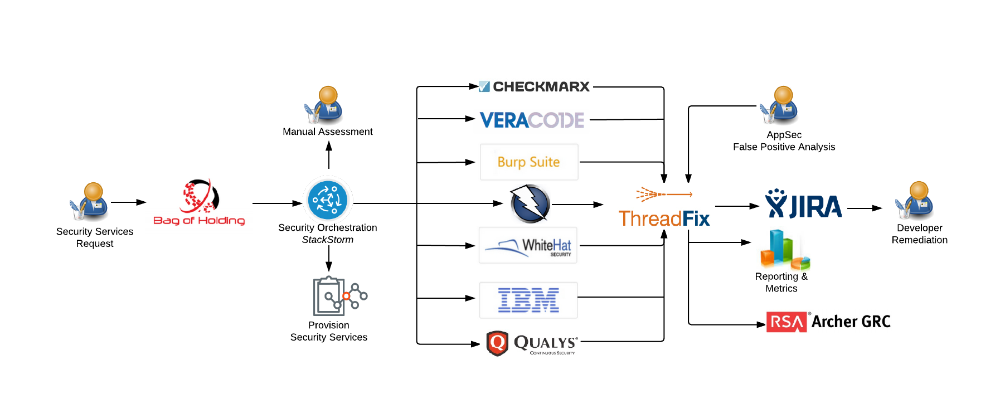 Security Services
Request
Bag of Holding
Manual Assessment
Security Orchestration
StackStorm
Provision
Security Services
CHECKMARX
VERACODE
Burp Suite
WhiteHat
SECURITY
IBM
Q QUALYS®
CONTINUOUS SECURITY
ThreadFix
AppSec
False Positive Analysis
JIRA
Reporting &
Metrics
RSA® Archer GRC
Developer
Remediation